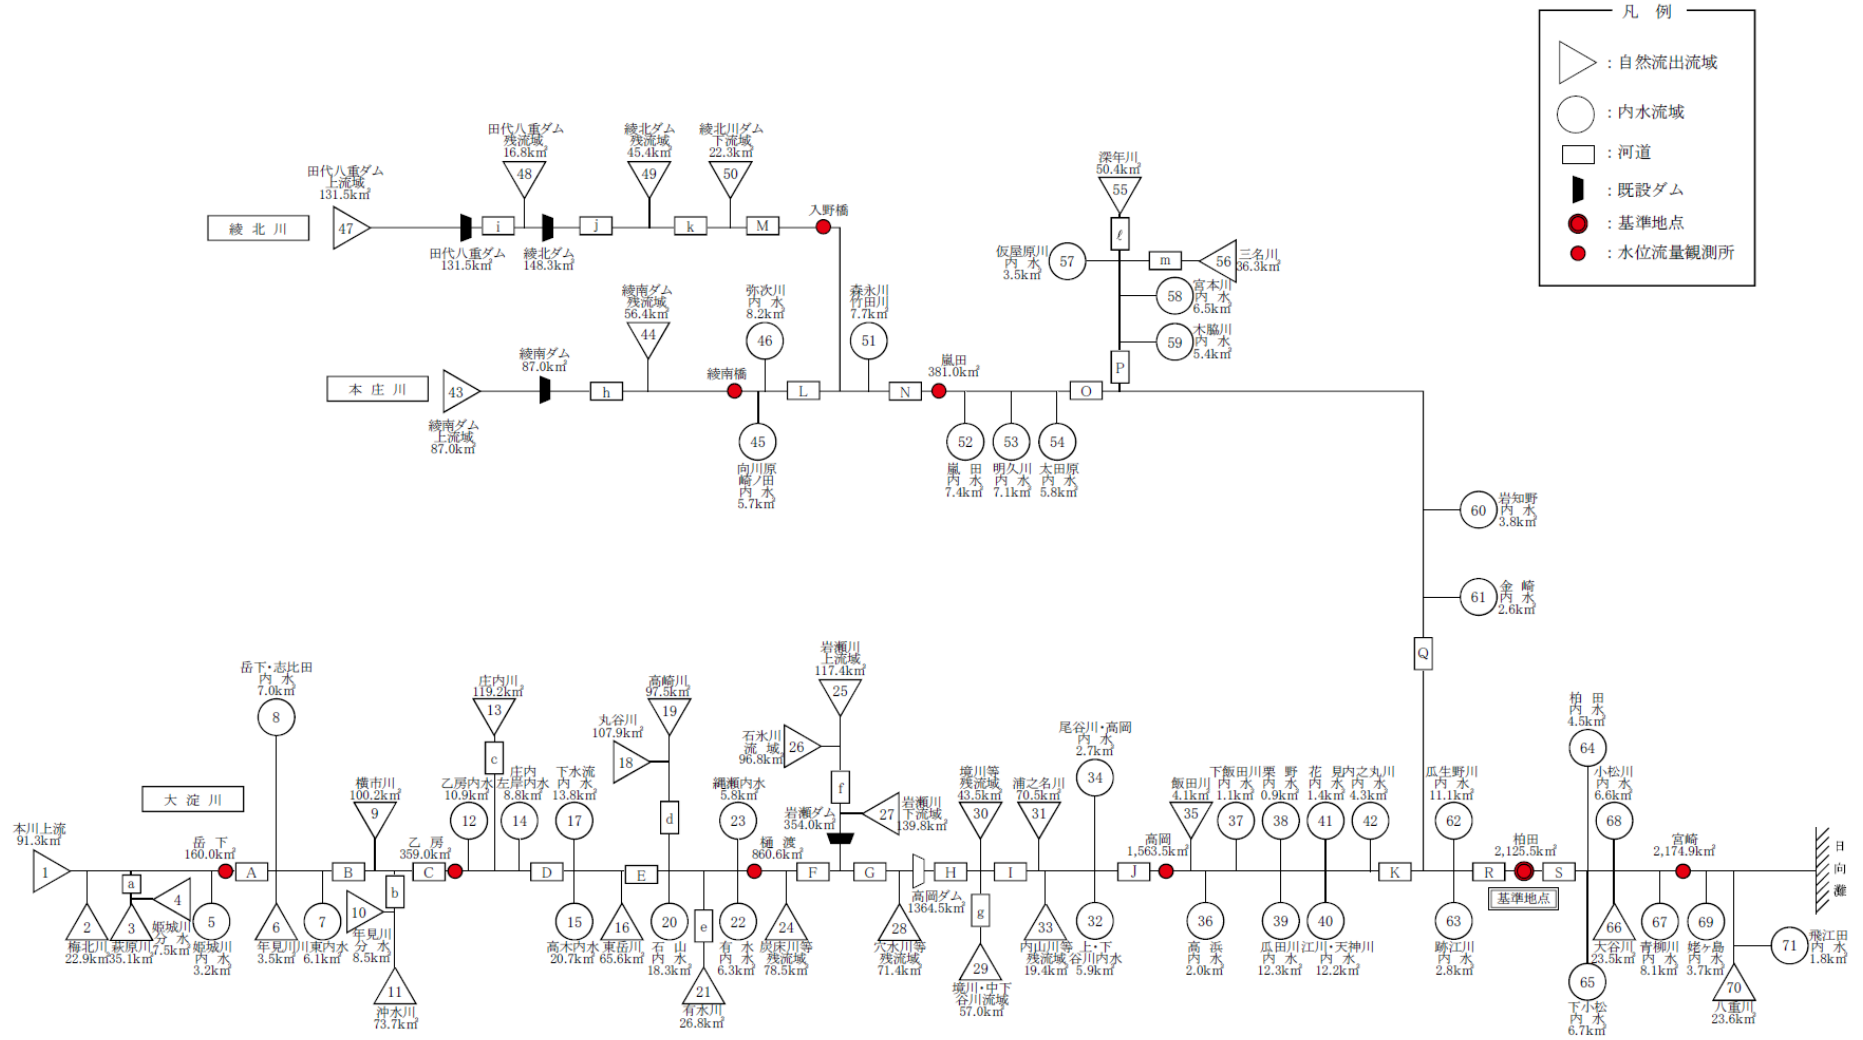 凡 例
：自然流出流域
：内水流域
：河道
：既設ダム
：基準地点
：水位流量観測所
綾北川
田代八重ダム
上流域
131.5k㎡
47
田代八重ダム
131.5k㎡
i
田代八重ダム
残流域
16.8k㎡
48
綾北ダム
148.3k㎡
j
綾北ダム
残流域
45.4k㎡
49
k
綾北川ダム
下流域
22.3k㎡
50
M
入野橋
本庄川
43
綾南ダム
上流域
87.0k㎡
綾南ダム
87.0k㎡
h
綾南ダム
残流域
56.4k㎡
44
綾南橋
弥次川
内 水
8.2k㎡
46
45
向川原
崎ノ田
内 水
5.7k㎡
L
森永川
竹田川
7.7k㎡
51
N
嵐田
381.0k㎡
52
嵐 田
内 水
7.4k㎡
53
明久川
内 水
7.1k㎡
54
太田原
内 水
5.8k㎡
O
深年川
50.4k㎡
55
ℓ
仮屋原川
内 水
3.5k㎡
57
m
56
三名川
36.3k㎡
58
宮本川
内 水
6.5k㎡
59
木脇川
内 水
5.4k㎡
P
60
岩知野
内 水
3.8k㎡
61
金 崎
内 水
2.6k㎡
Q
大淀川
本川上流
91.3k㎡
1
2
梅北川
22.9k㎡
a
3
萩原川
35.1k㎡
4
姫城川
分 水
7.5k㎡
5
姫城川
内 水
3.2k㎡
岳 下
160.0k㎡
A
岳下・志比田
内 水
7.0k㎡
8
6
年見川
3.5k㎡
7
東内水
6.1k㎡
B
横市川
100.2k㎡
9
b
10
年見川
分 水
8.5k㎡
11
沖水川
73.7k㎡
C
乙 房
359.0k㎡
乙房内水
10.9k㎡
12
庄内川
119.2k㎡
13
c
庄内
左岸内水
8.8k㎡
14
D
下水流
内 水
13.8k㎡
17
15
高木内水
20.7k㎡
16
東岳川
65.6k㎡
E
丸谷川
107.9k㎡
18
高崎川
97.5k㎡
19
d
20
石 山
内 水
18.3k㎡
e
21
有水川
26.8k㎡
縄瀬内水
5.8k㎡
23
22
有 水
内 水
6.3k㎡
樋 渡
860.6k㎡
24
炭床川等
残流域
78.5k㎡
F
岩瀬川
上流域
117.4k㎡
25
石氷川
流 域
96.8k㎡
26
f
27
岩瀬川
下流域
139.8k㎡
岩瀬ダム
354.0k㎡
G
28
穴水川等
残流域
71.4k㎡
高岡ダム
1364.5k㎡
H
境川等
残流域
43.5k㎡
30
g
29
境川・中下
谷川流域
57.0k㎡
I
浦之名川
70.5k㎡
31
33
内山川等
残流域
19.4k㎡
尾谷川・高岡
内 水
2.7k㎡
34
32
上・下
谷川内水
5.9k㎡
J
高岡
1,563.5k㎡
飯田川
4.1k㎡
35
36
高 浜
内 水
2.0k㎡
下飯田川
内 水
1.1k㎡
37
栗 野
内 水
0.9k㎡
38
39
瓜田川
12.3k㎡
花 見
内 水
1.4k㎡
41
40
江川・天神川
12.2k㎡
内之丸川
内 水
4.3k㎡
42
K
瓜生野川
11.1k㎡
62
63
跡江川
2.8k㎡
R
柏田
2,125.5k㎡
基準地点
S
柏 田
内 水
4.5k㎡
64
65
下小松
内 水
6.7k㎡
小松川
6.6k㎡
68
66
大谷川
23.5k㎡
67
青柳川
8.1k㎡
宮崎
2,174.9k㎡
69
姥ヶ島
3.7k㎡
70
八重川
23.6k㎡
71
飛江田
内 水
1.8k㎡
日向灘